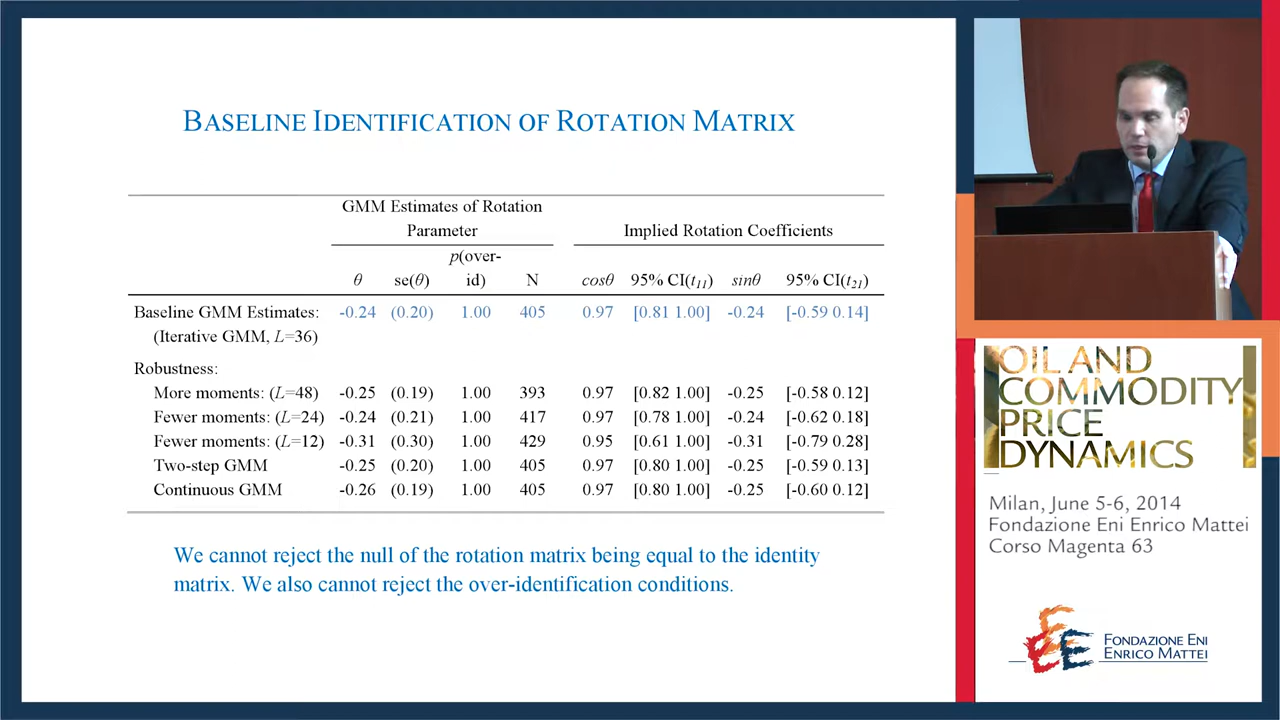 BASELINE IDENTIFICATION OF ROTATION MATRIX
GMM Estimates of Rotation
Parameter
Implied Rotation Coefficients
θ se(θ) p(over-
id) N cosθ 95% CI(t11) sinθ 95% CI(t21)
Baseline GMM Estimates: -0.24 (0.20) 1.00 405 0.97 [0.81 1.00] -0.24 [-0.59 0.14]
(Iterative GMM, L=36)
Robustness:
More moments: (L=48) -0.25 (0.19) 1.00 393 0.97 [0.82 1.00] -0.25 [-0.58 0.12]
Fewer moments: (L=24) -0.24 (0.21) 1.00 417 0.97 [0.78 1.00] -0.24 [-0.62 0.18]
Fewer moments: (L=12) -0.31 (0.30) 1.00 429 0.95 [0.61 1.00] -0.31 [-0.79 0.28]
Two-step GMM -0.25 (0.20) 1.00 405 0.97 [0.80 1.00] -0.25 [-0.59 0.13]
Continuous GMM -0.26 (0.19) 1.00 405 0.97 [0.80 1.00] -0.25 [-0.60 0.12]
We cannot reject the null of the rotation matrix being equal to the identity
matrix. We also cannot reject the over-identification conditions.
OIL AND
COMMODITY
PRICE
DYNAMICS
Milan, June 5-6, 2014
Fondazione Eni Enrico Mattei
Corso Magenta 63
FONDAZIONE ENI
ENRICO MATTEI